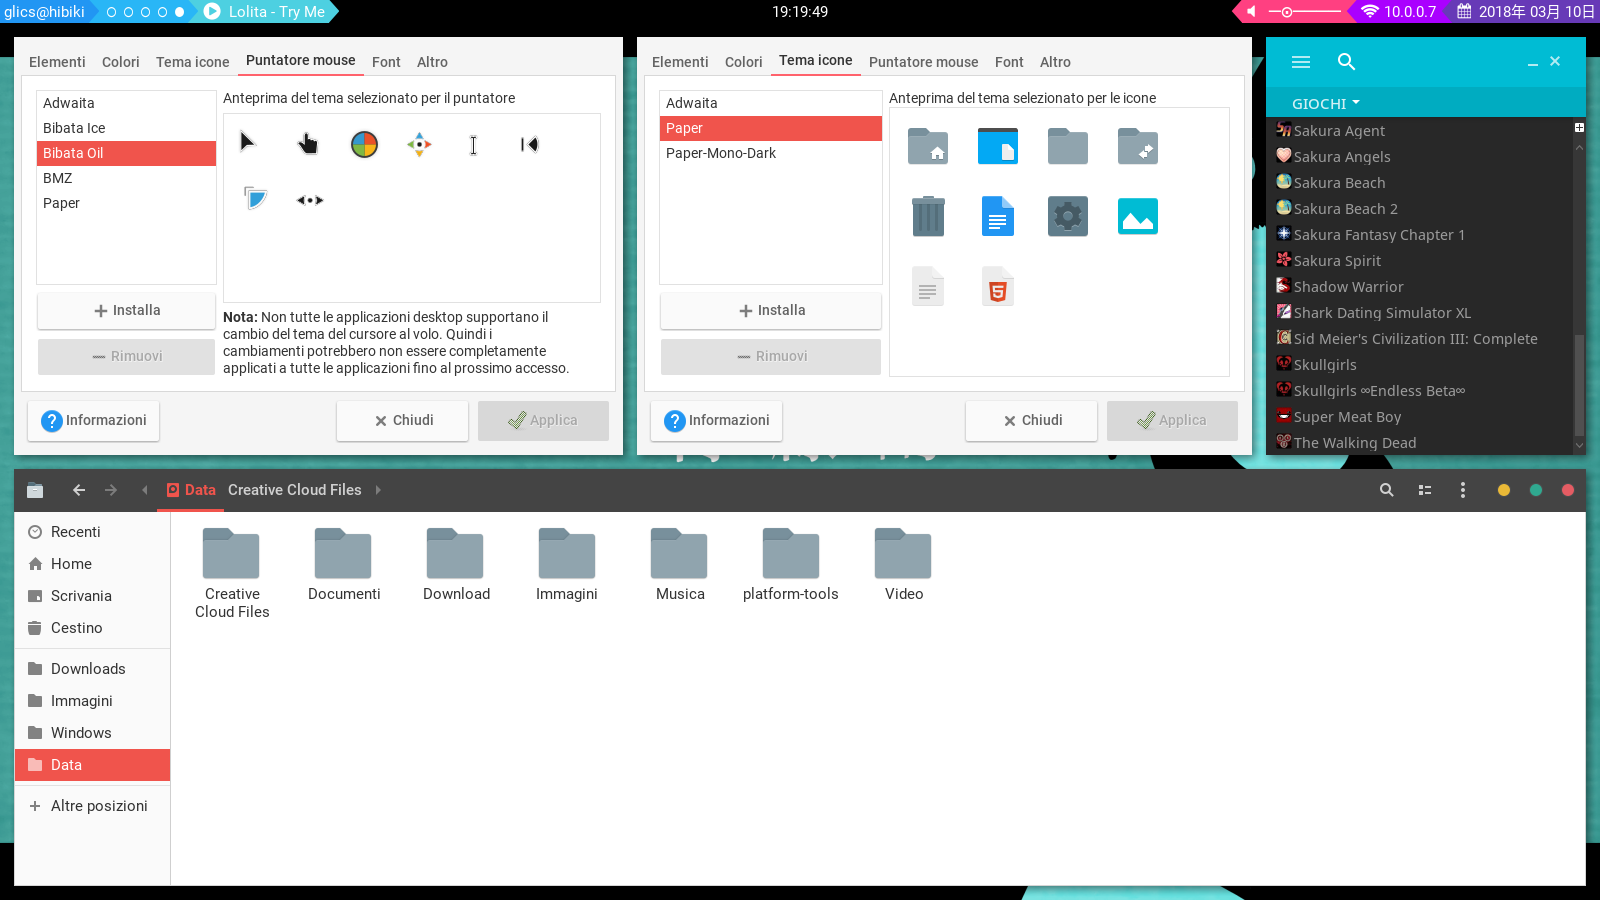 glics@hibiki
Lolita - Try Me
19:19:49
10.0.0.7
2018年 03月 10日
Elementi
Colori
Tema icone
Puntatore mouse
Font
Altro
Adwaita
Bibata Ice
Bibata Oil
BMZ
Paper
Installa
Rimuovi
Anteprima del tema selezionato per il puntatore
Nota: Non tutte le applicazioni desktop supportano il
cambio del tema del cursore al volo. Quindi i
cambiamenti potrebbero non essere completamente
applicati a tutte le applicazioni fino al prossimo accesso.
Informazioni
Chiudi
Applica
Elementi
Colori
Tema icone
Puntatore mouse
Font
Altro
Adwaita
Paper
Paper-Mono-Dark
Installa
Rimuovi
Anteprima del tema selezionato per le icone
5
Informazioni
Chiudi
Applica
GIOCHI
Sakura Agent
Sakura Angels
Sakura Beach
Sakura Beach 2
Sakura Fantasy Chapter 1
Sakura Spirit
Shadow Warrior
Shark Dating Simulator XL
Sid Meier's Civilization III: Complete
Skullgirls
Skullgirls ∞Endless Beta∞
Super Meat Boy
The Walking Dead
Data
Creative Cloud Files
Recenti
Home
Scrivania
Cestino
Downloads
Immagini
Windows
Data
Altre posizioni
Creative
Cloud Files
Documenti
Download
Immagini
Musica
platform-tools
Video